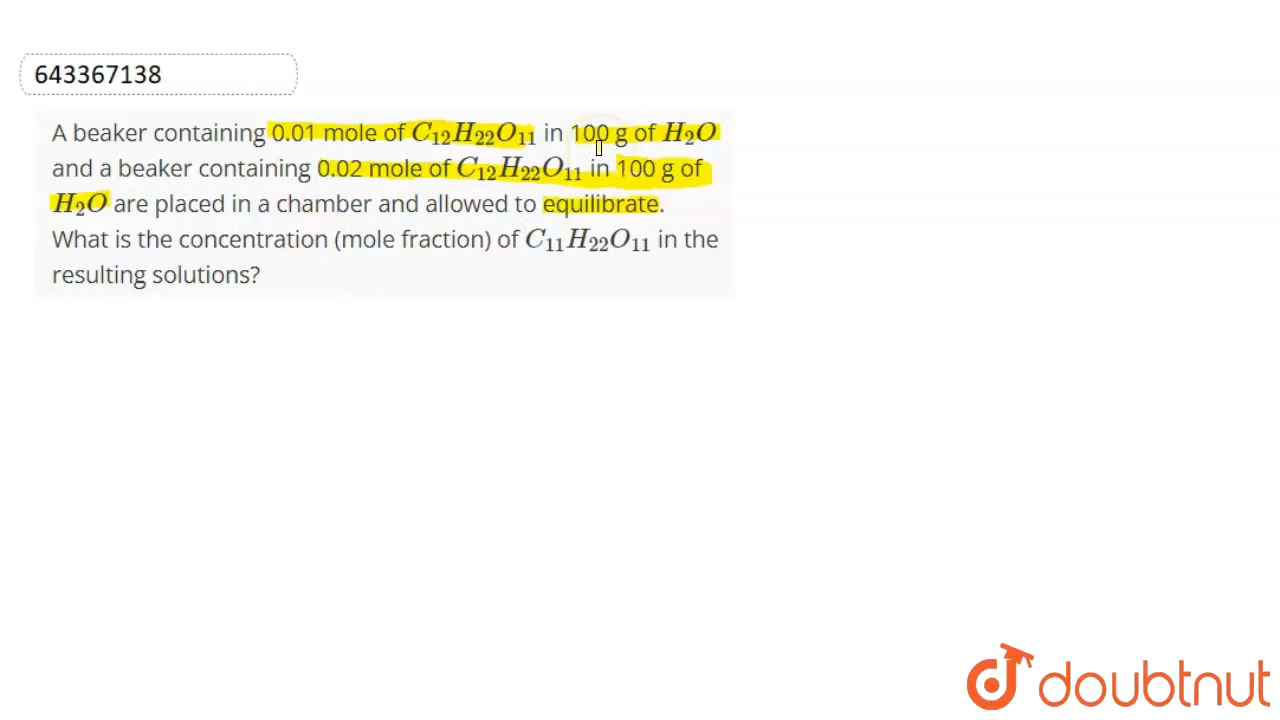 643367138
A beaker containing 0.01 mole of C₁₂H₂₂O₁₁ in 100 g of H₂O
and a beaker containing 0.02 mole of C₁₂H₂₂O₁₁ in 100 g of
H₂O are placed in a chamber and allowed to equilibrate.
What is the concentration (mole fraction) of C₁₁H₂₂O₁₁ in the
resulting solutions?
doubtnut